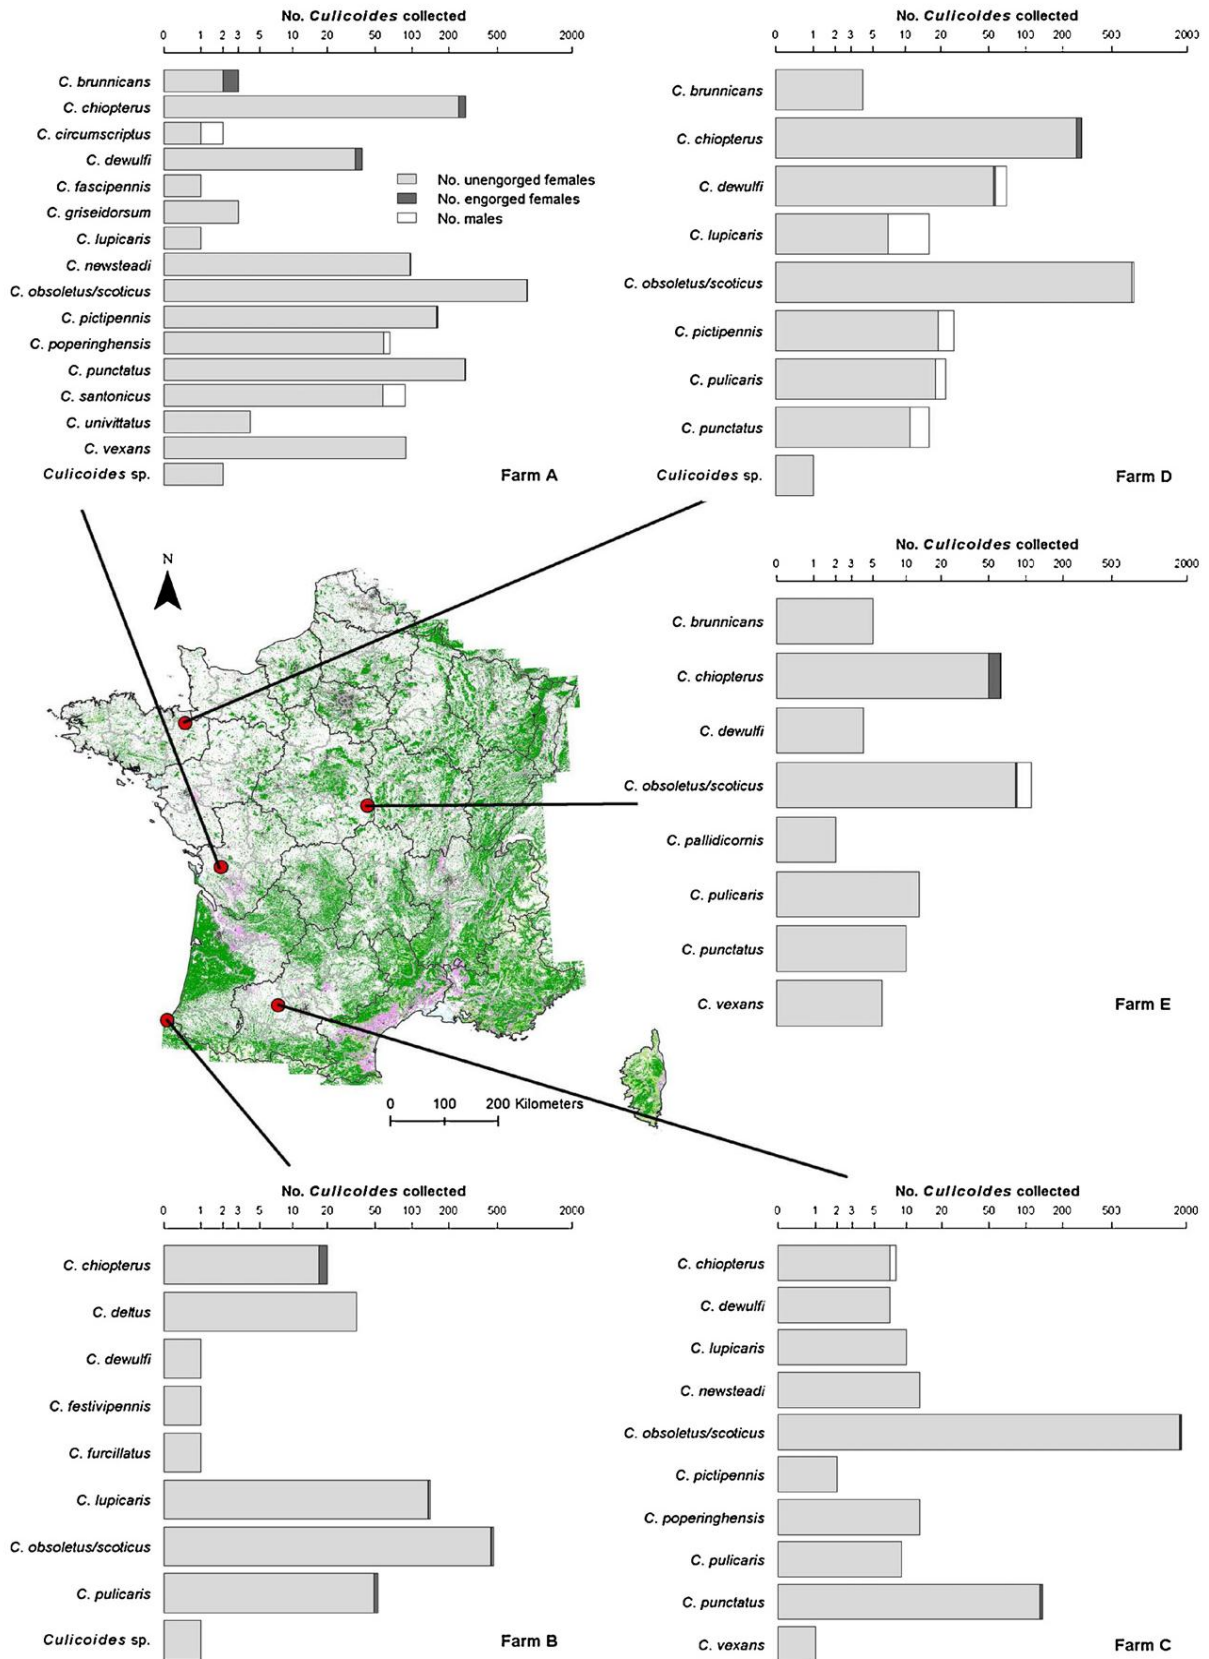 No. Culicoides collected
0 1 2 3 5 10 20 50 100 200 500 2000
C. brunnicans
C. chiopterus
C. circumscriptus
C. dewulfi
C. fascipennis
C. griseidorsum
C. lupicaris
C. newsteadi
C. obsoletus/scoticus
C. pictipennis
C. poperinghensis
C. punctatus
C. santonicus
C. univittatus
C. vexans
Culicoides sp.
No. unengorged females
No. engorged females
No. males
Farm A
No. Culicoides collected
0 1 2 3 5 10 20 50 100 200 500 2000
C. brunnicans
C. chiopterus
C. dewulfi
C. lupicaris
C. obsoletus/scoticus
C. pictipennis
C. pulicaris
C. punctatus
Culicoides sp.
Farm D
N
0 100 200 Kilometers
No. Culicoides collected
0 1 2 3 5 10 20 50 100 200 500 2000
C. brunnicans
C. chiopterus
C. dewulfi
C. obsoletus/scoticus
C. pallidicornis
C. pulicaris
C. punctatus
C. vexans
Farm E
No. Culicoides collected
0 1 2 3 5 10 20 50 100 200 500 2000
C. chiopterus
C. deltus
C. dewulfi
C. festivipennis
C. furcillatus
C. lupicaris
C. obsoletus/scoticus
C. pulicaris
Culicoides sp.
Farm B
No. Culicoides collected
0 1 2 3 5 10 20 50 100 200 500 2000
C. chiopterus
C. dewulfi
C. lupicaris
C. newsteadi
C. obsoletus/scoticus
C. pictipennis
C. poperinghensis
C. pulicaris
C. punctatus
C. vexans
Farm C